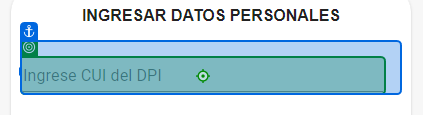 INGRESAR DATOS PERSONALES
Ingrese CUI del DPI